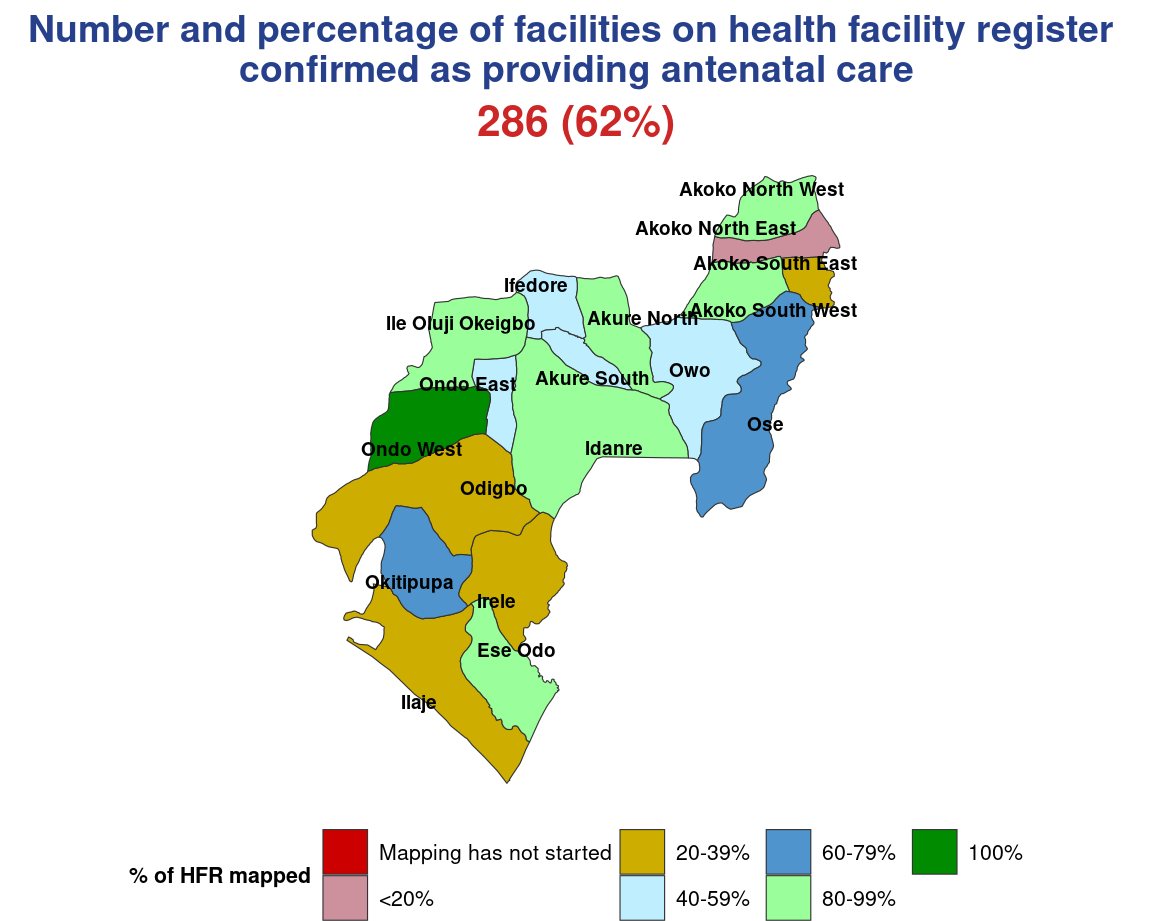 Number and percentage of facilities on health facility register
confirmed as providing antenatal care
286 (62%)
Akoko North West
Akoko North East
Akoko South East
Ifedore
Akoko South West
Akure North
Ile Oluji Okeigbo
Owo
Akure South
Ondo East
Ose
Idanre
Ondo West
Odigbo
Okitipupa
Irele
Ese Odo
Ilaje
% of HFR mapped
Mapping has not started
<20%
20-39%
40-59%
60-79%
80-99%
100%